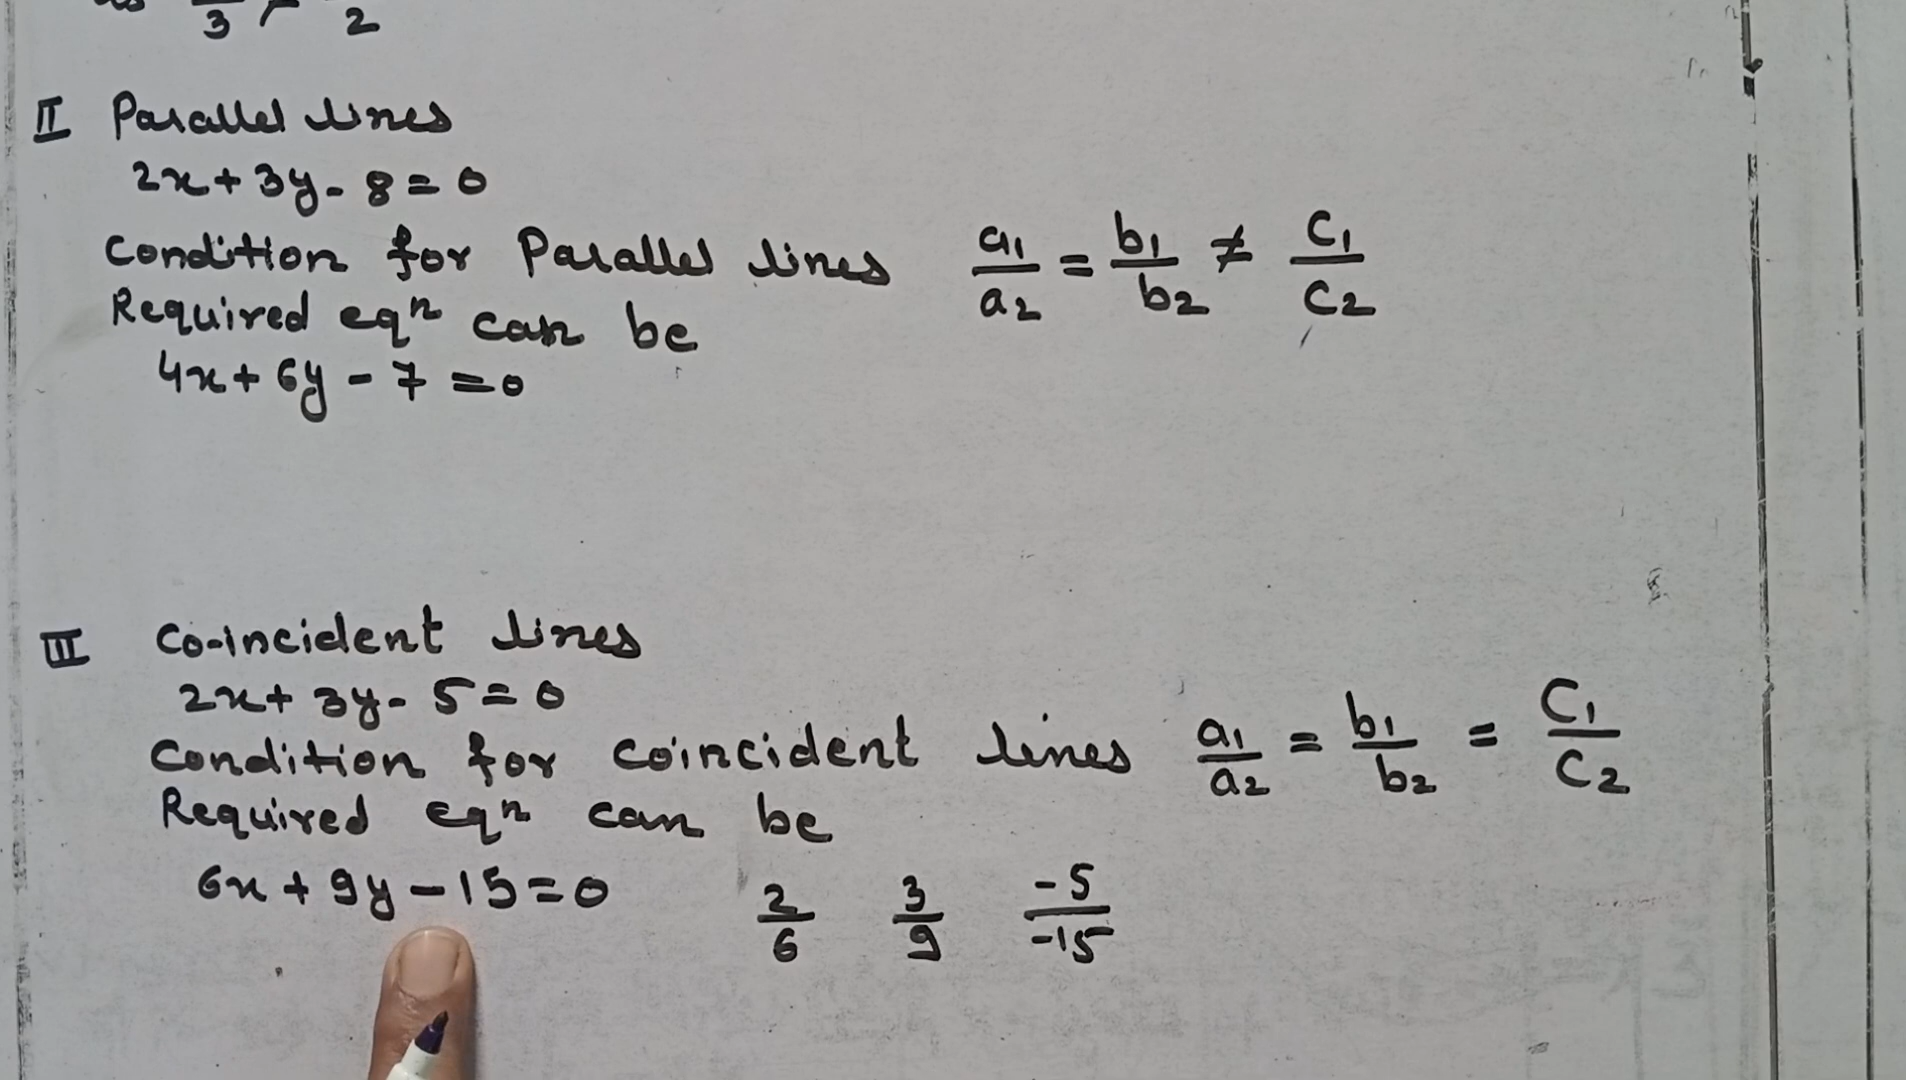 3 2
II Parallel lines
2x + 3y - 8 = 0
Condition for Parallel lines a1/a2 = b1/b2 ≠ C1/C2
Required eqn can be
4x + 6y - 7 = 0
III Co-incident lines
2x + 3y - 5 = 0
Condition for coincident lines a1/a2 = b1/b2 = C1/C2
Required eqn can be
6x + 9y - 15 = 0 2/6 3/9 -5/-15